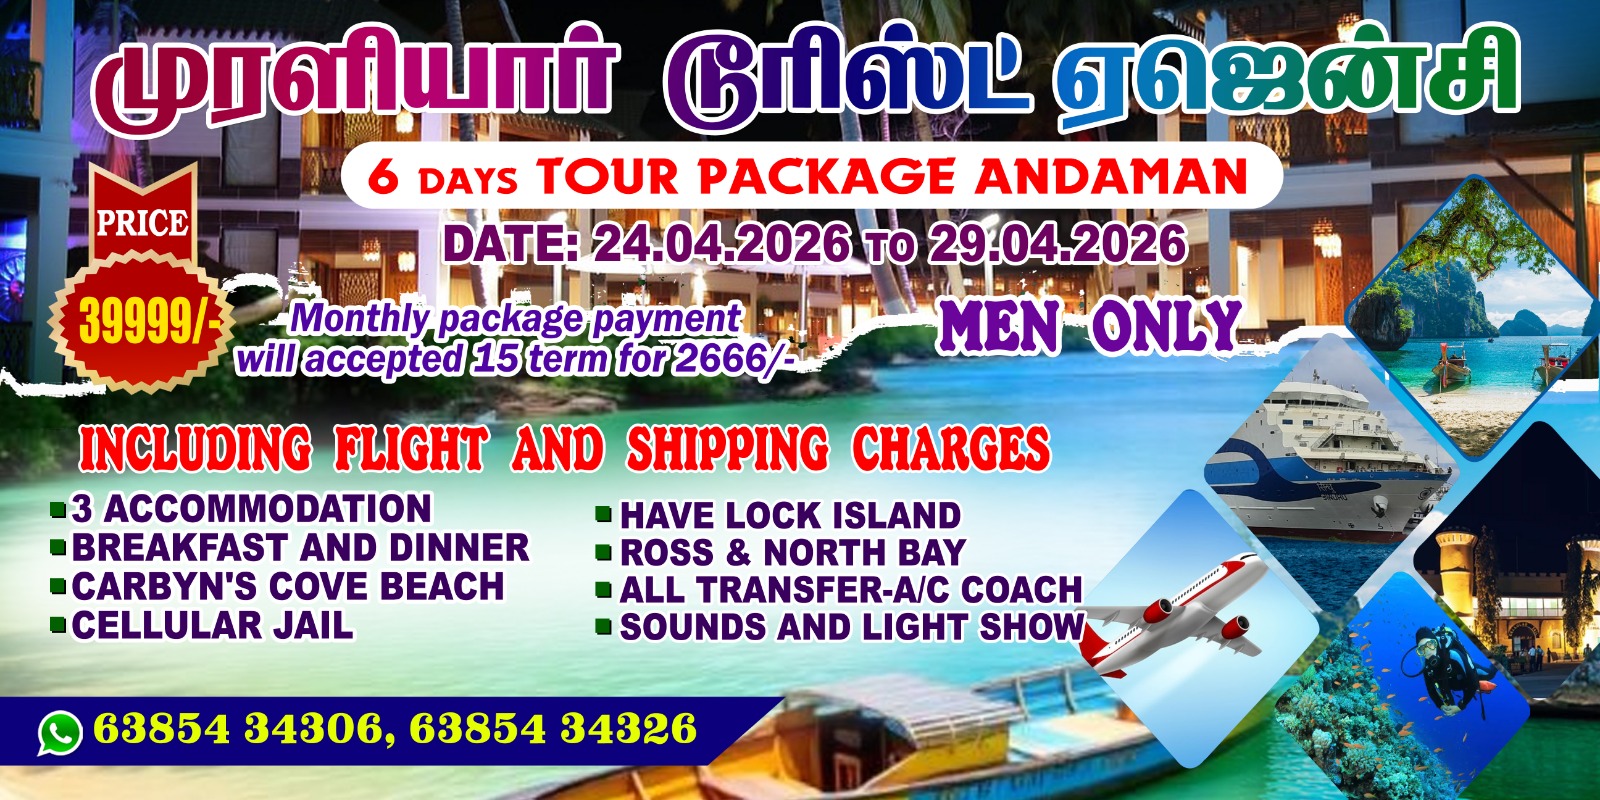 முரளியார் டூரிஸ்ட் ஏஜென்சி
6 DAYS TOUR PACKAGE ANDAMAN
DATE: 24.04.2026 TO 29.04.2026
PRICE
39999/-
Monthly package payment
will accepted 15 term for 2666/-
MEN ONLY
INCLUDING FLIGHT AND SHIPPING CHARGES
3 ACCOMMODATION
BREAKFAST AND DINNER
CARBYN'S COVE BEACH
CELLULAR JAIL
HAVE LOCK ISLAND
ROSS & NORTH BAY
ALL TRANSFER-A/C COACH
SOUNDS AND LIGHT SHOW
63854 34306, 63854 34326